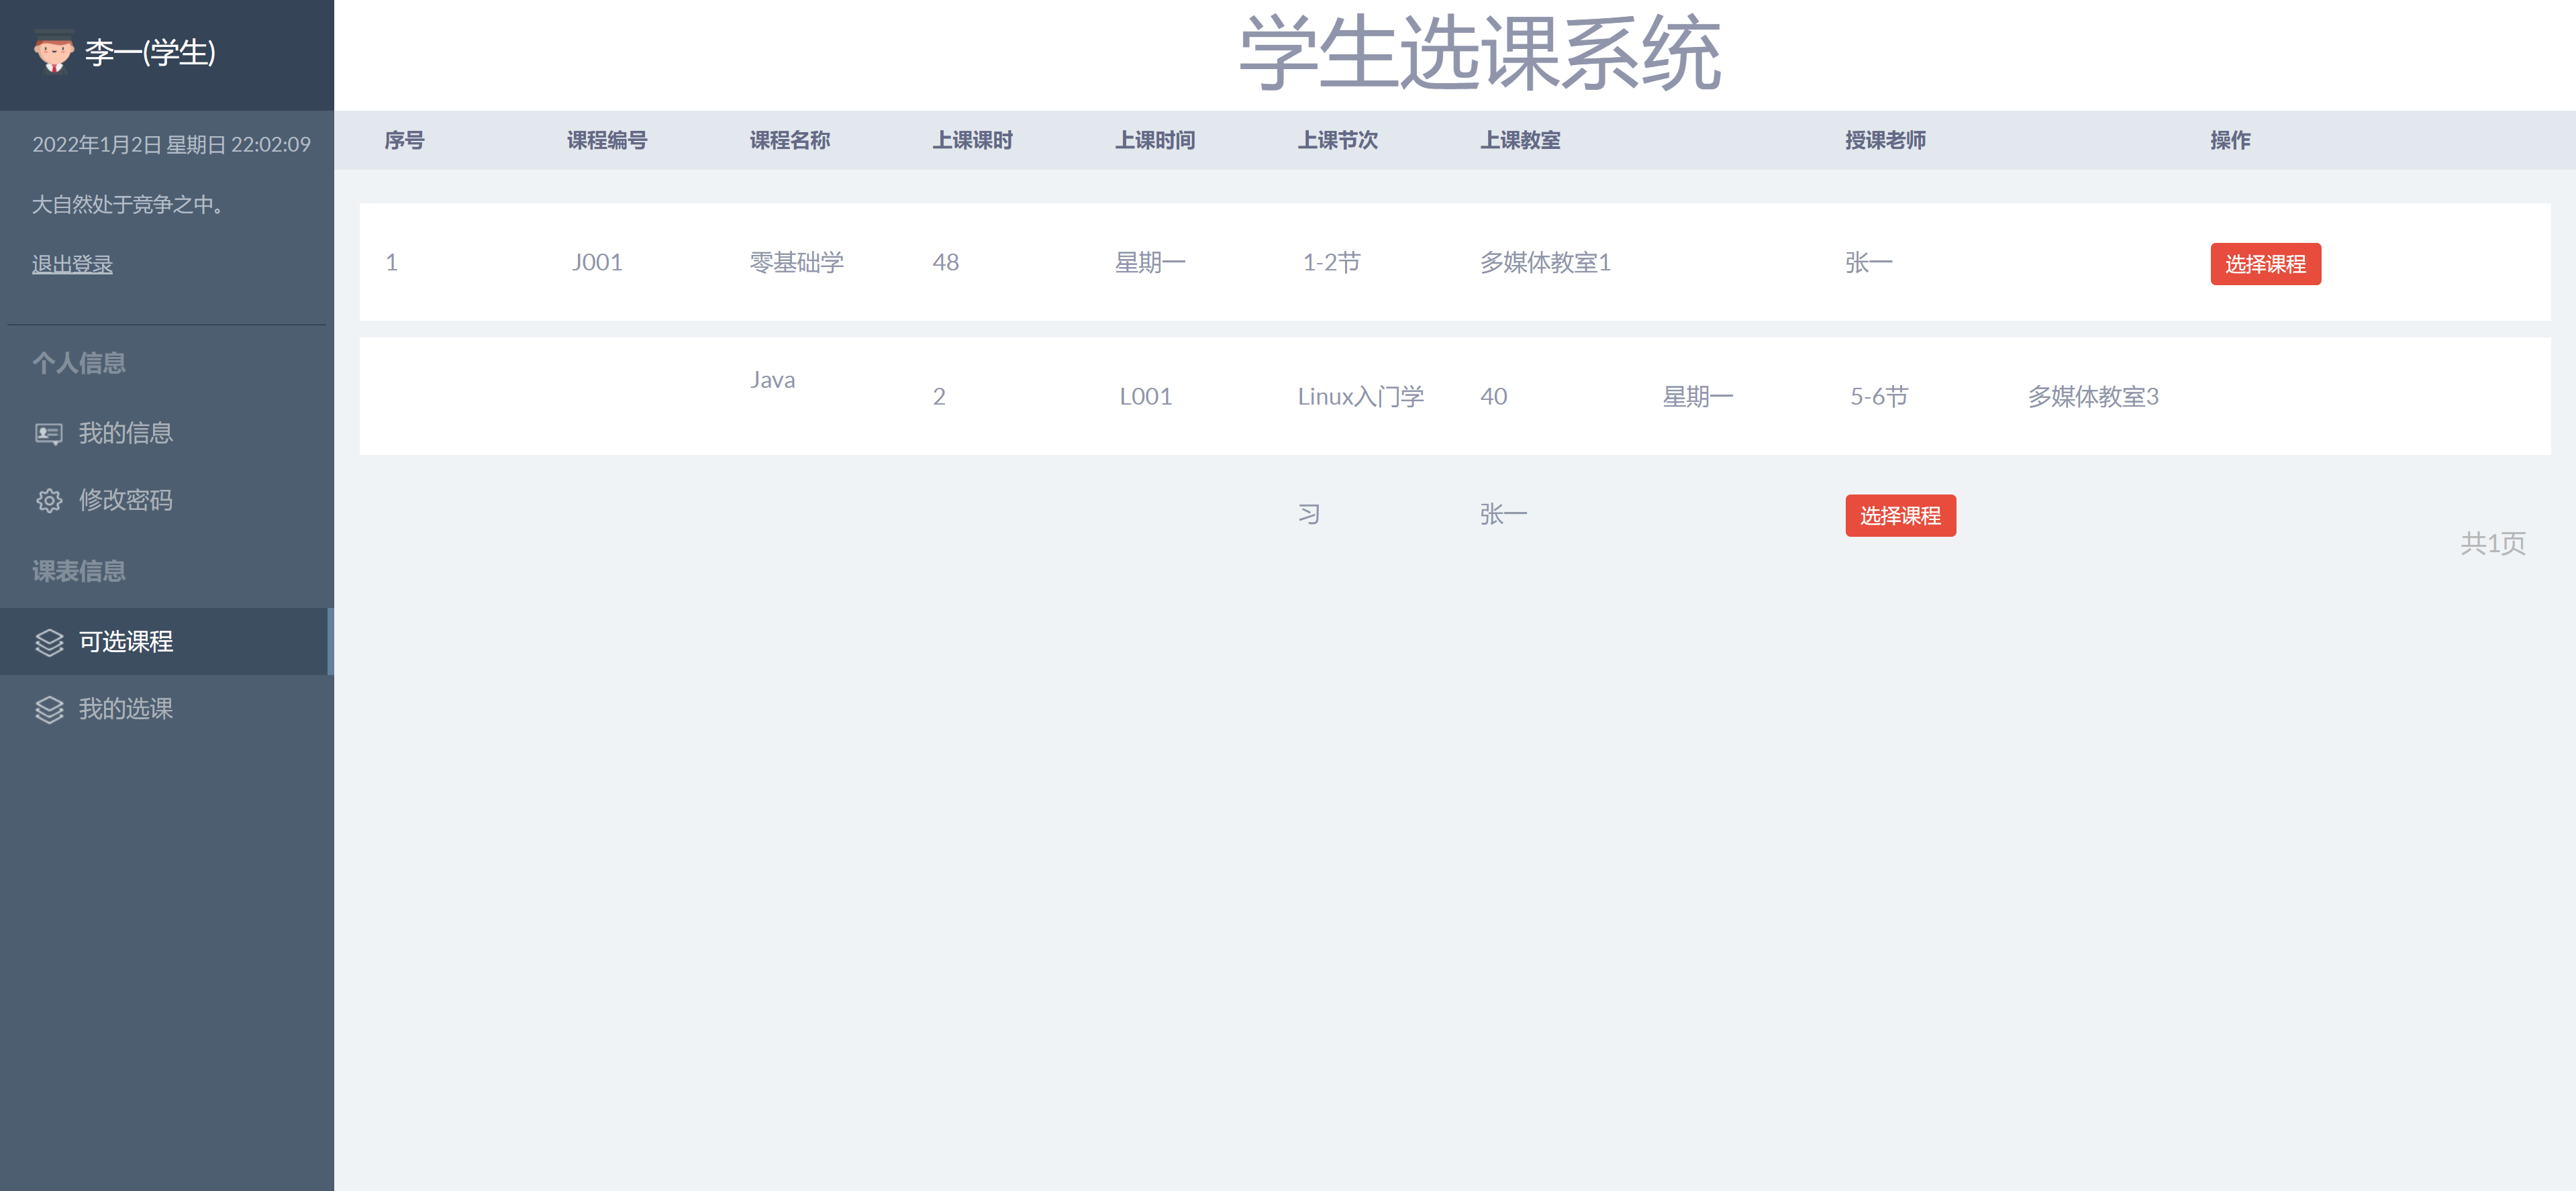 李一(学生)
2022年1月2日 星期日 22:02:09
大自然处于竞争之中。
退出登录
个人信息
我的信息
修改密码
课表信息
可选课程
我的选课
学生选课系统
序号 课程编号 课程名称 上课课时 上课时间 上课节次 上课教室 授课老师 操作
1 J001 零基础学 48 星期一 1-2节 多媒体教室1 张一 选择课程
Java 2 L001 Linux入门学 40 星期一 5-6节 多媒体教室3
习 张一 选择课程
共1页